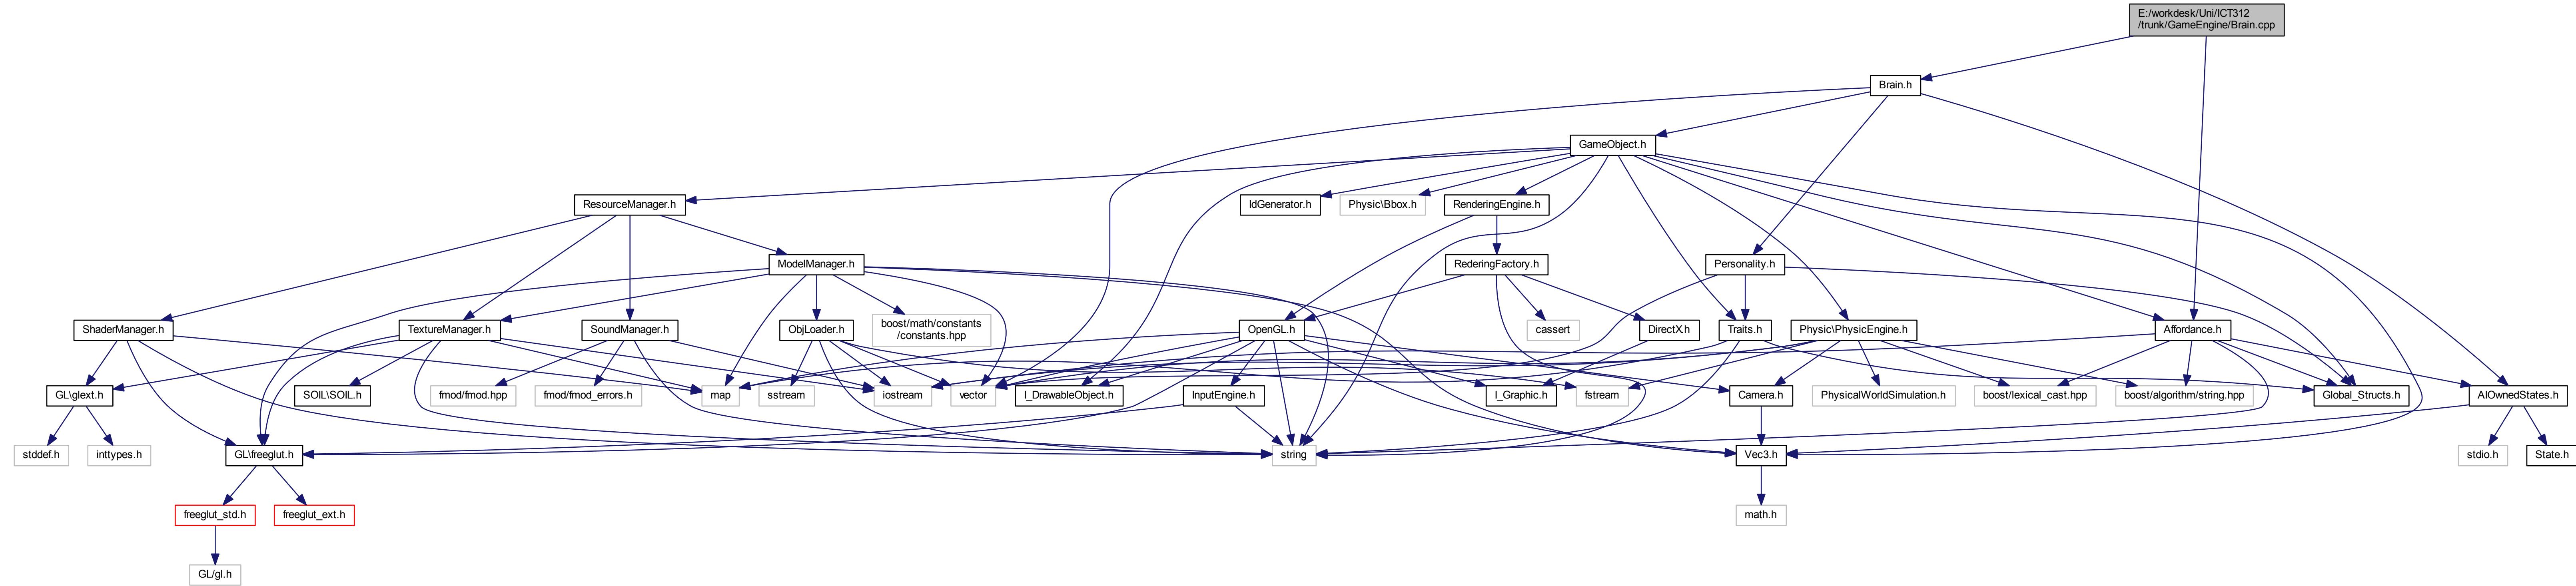 E:/workdesk/Uni/ICT312
/trunk/GameEngine/Brain.cpp
Brain.h
GameObject.h
ResourceManager.h
IdGenerator.h
Physic\Bbox.h
RenderingEngine.h
ModelManager.h
RederingFactory.h
Personality.h
ShaderManager.h
TextureManager.h
SoundManager.h
ObjLoader.h
boost/math/constants
/constants.hpp
OpenGL.h
cassert
DirectX.h
Traits.h
Physic\PhysicEngine.h
Affordance.h
GL\glext.h
SOIL\SOIL.h
fmod/fmod.hpp
fmod/fmod_errors.h
map
sstream
iostream
vector
I_DrawableObject.h
InputEngine.h
I_Graphic.h
fstream
Camera.h
PhysicalWorldSimulation.h
boost/lexical_cast.hpp
boost/algorithm/string.hpp
Global_Structs.h
AIOwnedStates.h
stddef.h
inttypes.h
GL\freeglut.h
string
Vec3.h
stdio.h
State.h
freeglut_std.h
freeglut_ext.h
math.h
GL/gl.h